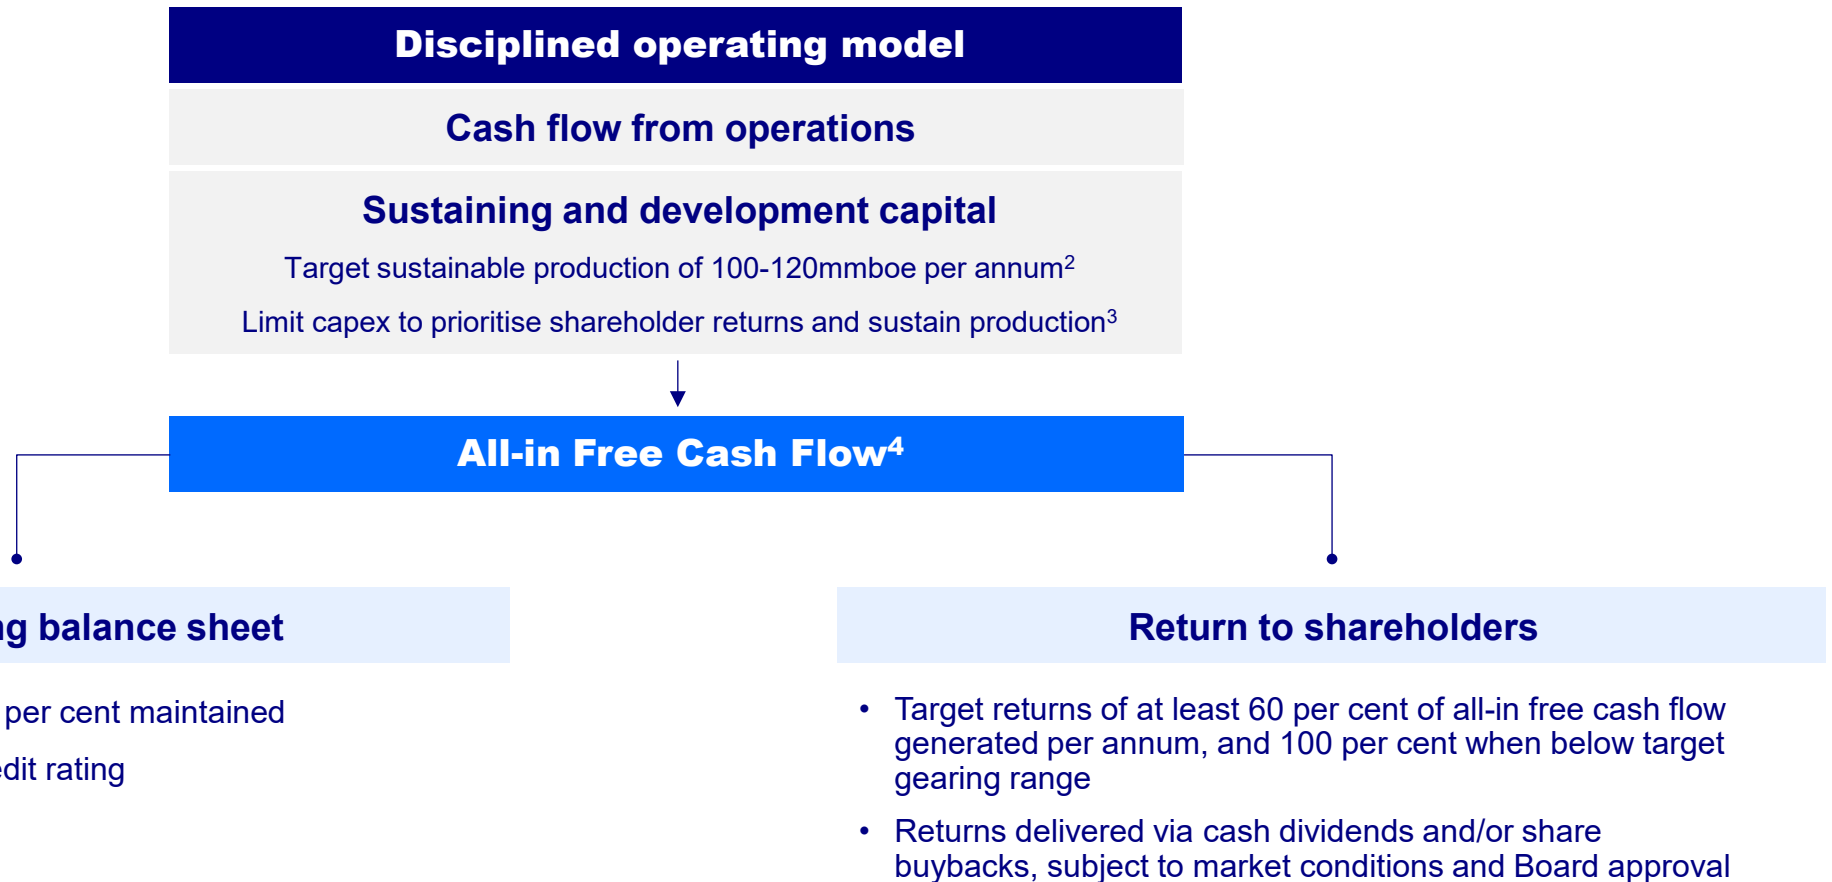 Disciplined operating model
Cash flow from operations
Sustaining and development capital
Target sustainable production of 100-120mmboe per annum²
Limit capex to prioritise shareholder returns and sustain production³
All-in Free Cash Flow⁴
balance sheet
per cent maintained
rating
Return to shareholders
• Target returns of at least 60 per cent of all-in free cash flow
generated per annum, and 100 per cent when below target
gearing range
• Returns delivered via cash dividends and/or share
buybacks, subject to market conditions and Board approval